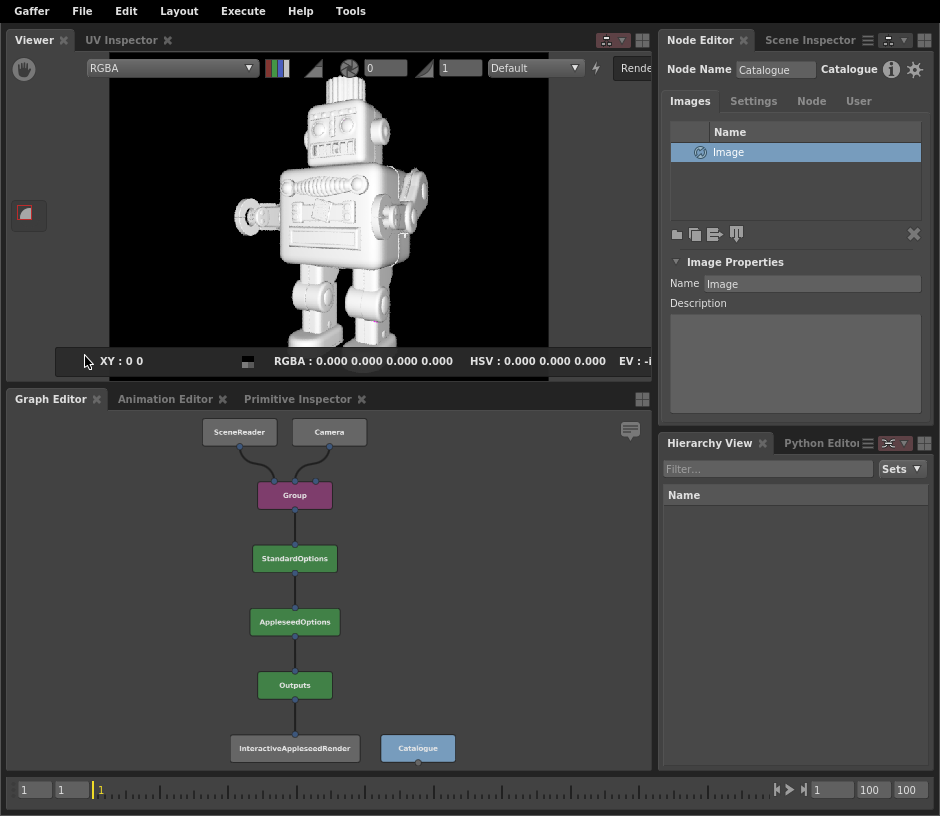 Gaffer File Edit Layout Execute Help Tools
Viewer UV Inspector
RGBA 0 1 Default Rende
XY : 0 0 RGBA : 0.000 0.000 0.000 0.000 HSV : 0.000 0.000 0.000 EV : -i
Node Editor Scene Inspector
Node Name Catalogue Catalogue
Images Settings Node User
Name
Image
Image Properties
Name Image
Description
Graph Editor Animation Editor Primitive Inspector
SceneReader Camera
Group
StandardOptions
AppleseedOptions
Outputs
InteractiveAppleseedRender Catalogue
Hierarchy View Python Editor
Filter... Sets
Name
1 1 1 1 100 100